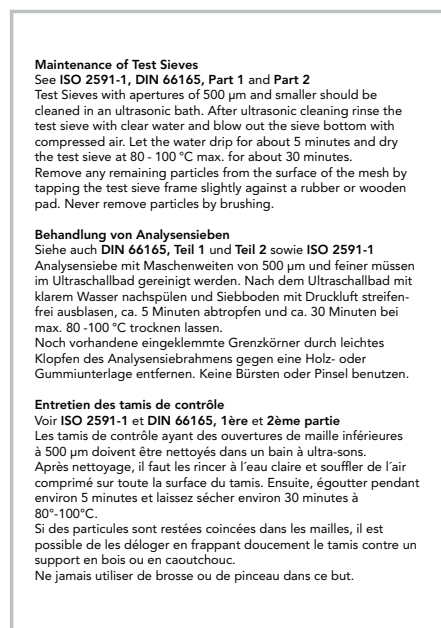 Maintenance of Test Sieves
See ISO 2591-1, DIN 66165, Part 1 and Part 2
Test Sieves with apertures of 500 µm and smaller should be
cleaned in an ultrasonic bath. After ultrasonic cleaning rinse the
test sieve with clear water and blow out the sieve bottom with
compressed air. Let the water drip for about 5 minutes and dry
the test sieve at 80 - 100 °C max. for about 30 minutes.
Remove any remaining particles from the surface of the mesh by
tapping the test sieve frame slightly against a rubber or wooden
pad. Never remove particles by brushing.
Behandlung von Analysensieben
Siehe auch DIN 66165, Teil 1 und Teil 2 sowie ISO 2591-1
Analysensiebe mit Maschenweiten von 500 µm und feiner müssen
im Ultraschallbad gereinigt werden. Nach dem Ultraschallbad mit
klarem Wasser nachspülen und Siebboden mit Druckluft streifen-
frei ausblasen, ca. 5 Minuten abtropfen und ca. 30 Minuten bei
max. 80 -100 °C trocknen lassen.
Noch vorhandene eingeklemmte Grenzkörner durch leichtes
Klopfen des Analysensiebrahmens gegen eine Holz- oder
Gummiunterlage entfernen. Keine Bürsten oder Pinsel benutzen.
Entretien des tamis de contrôle
Voir ISO 2591-1 et DIN 66165, 1ère et 2ème partie
Les tamis de contrôle ayant des ouvertures de maille inférieures
à 500 µm doivent être nettoyés dans un bain à ultra-sons.
Après nettoyage, il faut les rincer à l'eau claire et souffler de l'air
comprimé sur toute la surface du tamis. Ensuite, égoutter pendant
environ 5 minutes et laissez sécher environ 30 minutes à
80°-100°C.
Si des particules sont restées coincées dans les mailles, il est
possible de les déloger en frappant doucement le tamis contre un
support en bois ou en caoutchouc.
Ne jamais utiliser de brosse ou de pinceau dans ce but.